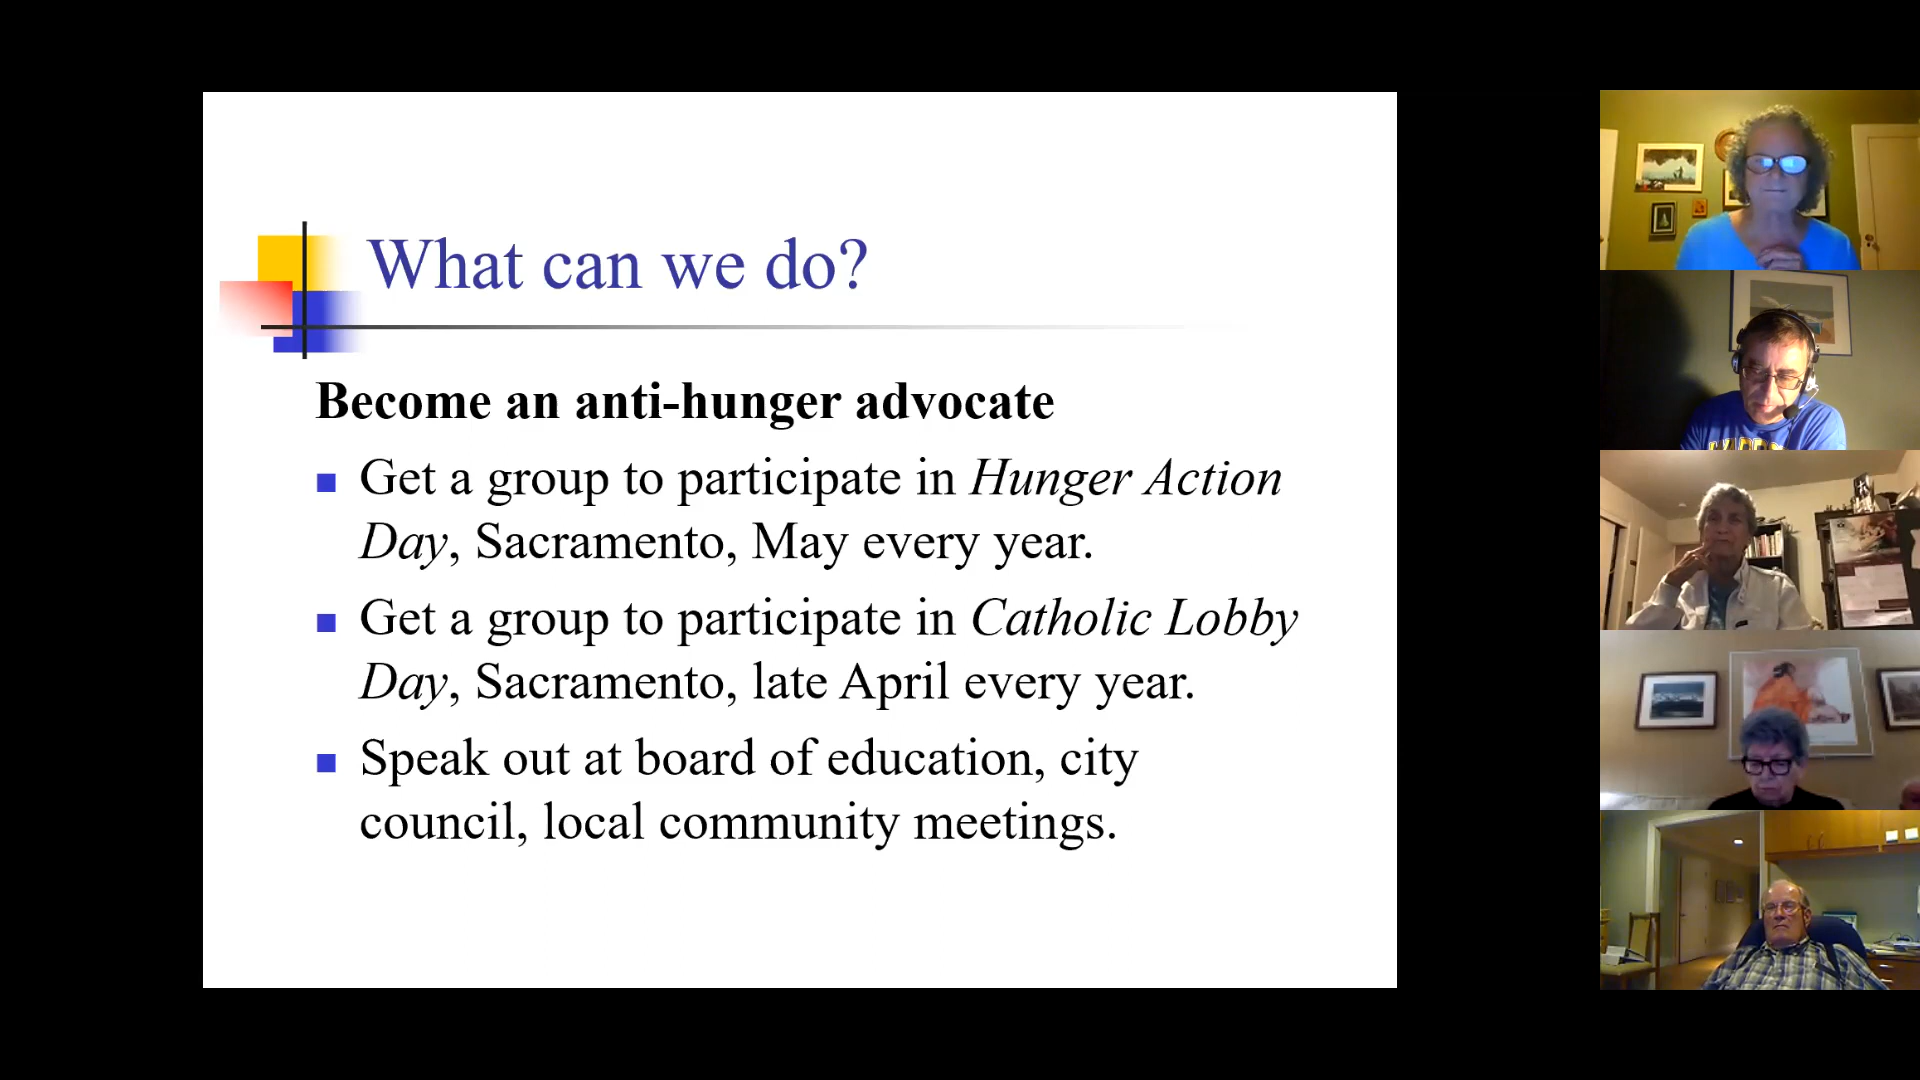 What can we do?
Become an anti-hunger advocate
Get a group to participate in Hunger Action
Day, Sacramento, May every year.
Get a group to participate in Catholic Lobby
Day, Sacramento, late April every year.
Speak out at board of education, city
council, local community meetings.